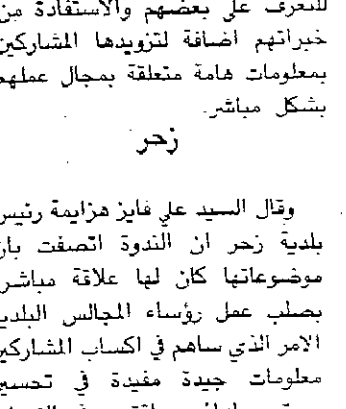 للتعرف على بعضهم والاستفادة من
خبراتهم اضافة لتزويدها المشاركين
بمعلومات هامة متعلقة بمجال عملهم
بشكل مباشر.
زحر
وقال السيد علي فايز هزايمة رئيس
بلدية زحر ان الندوة اتصفت بان
موضوعاتها كان لها علاقة مباشر
بصلب عمل رؤساء المجالس البلدي
الامر الذي ساهم في اكساب المشاركين
معلومات جيدة مفيدة في تحسين